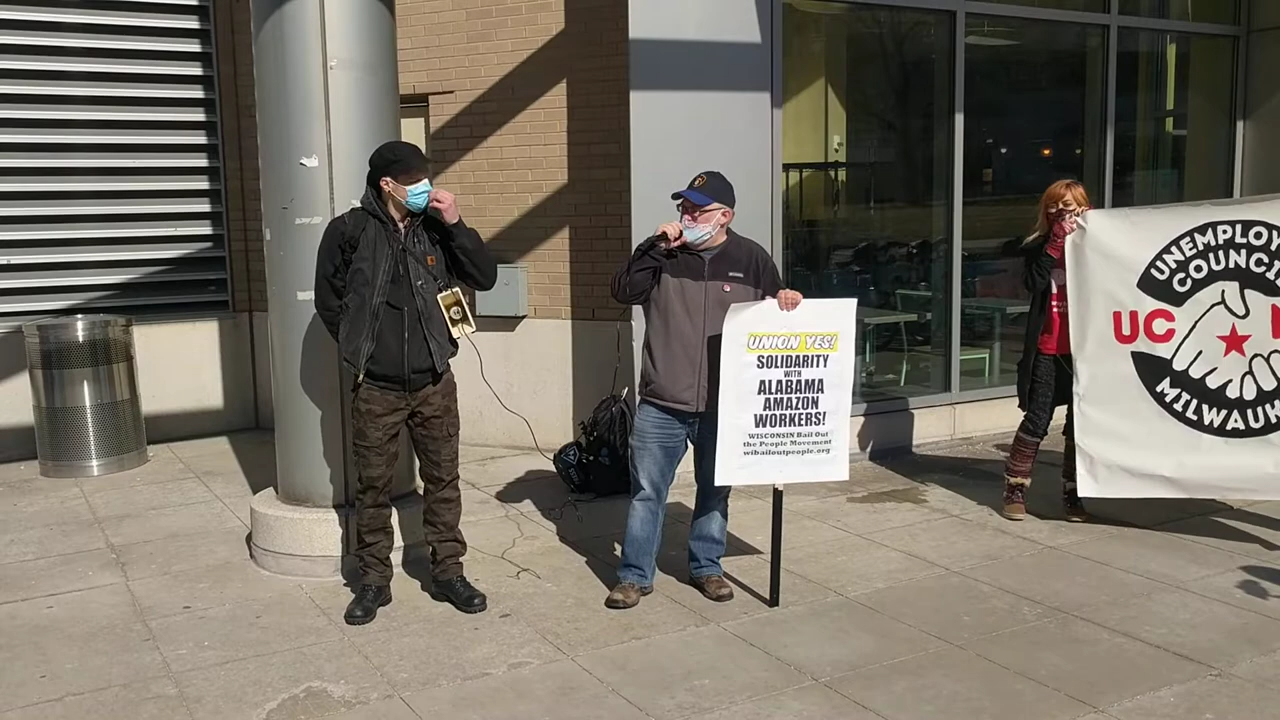 UNION YES!
SOLIDARITY
WITH
ALABAMA
AMAZON
WORKERS!
WISCONSIN Bail Out
the People Movement
wibailoutpeople.org
UNEMPLOY
COUNCI
UC
MILWAUK